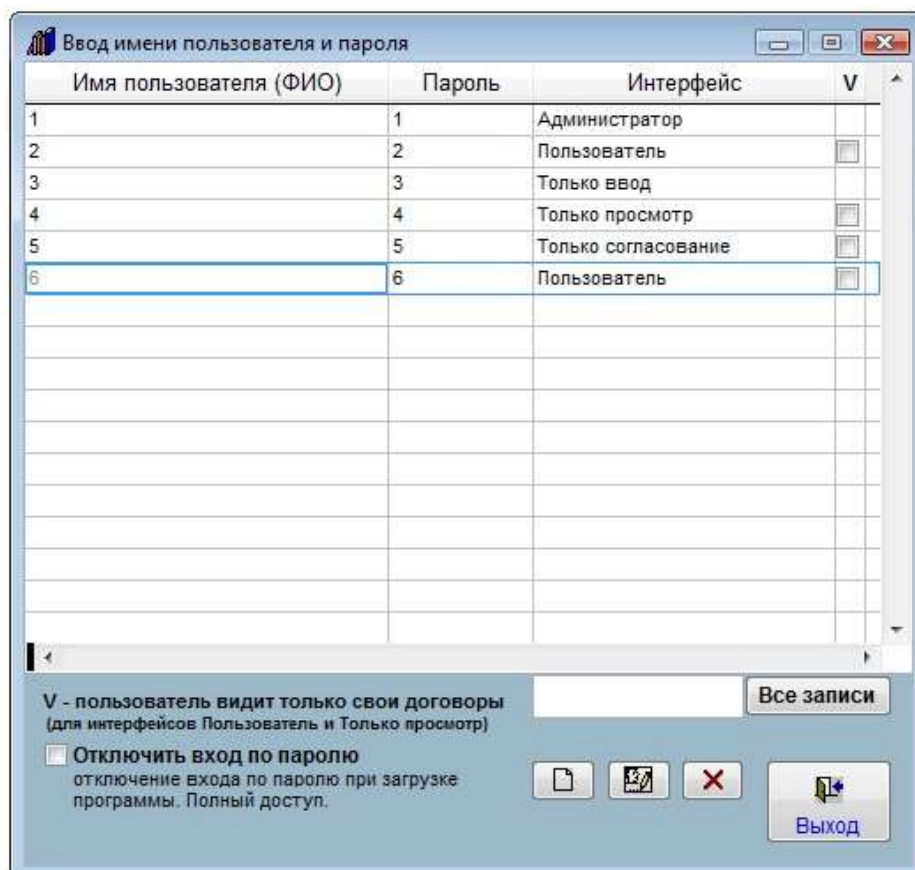 Ввод имени пользователя и пароля
Имя пользователя (ФИО) Пароль Интерфейс V
1 1 Администратор
2 2 Пользователь
3 3 Только ввод
4 4 Только просмотр
5 5 Только согласование
6 6 Пользователь
V - пользователь видит только свои договоры
(для интерфейсов Пользователь и Только просмотр)
Все записи
Отключить вход по паролю
отключение входа по паролю при загрузке
программы. Полный доступ.
Выход